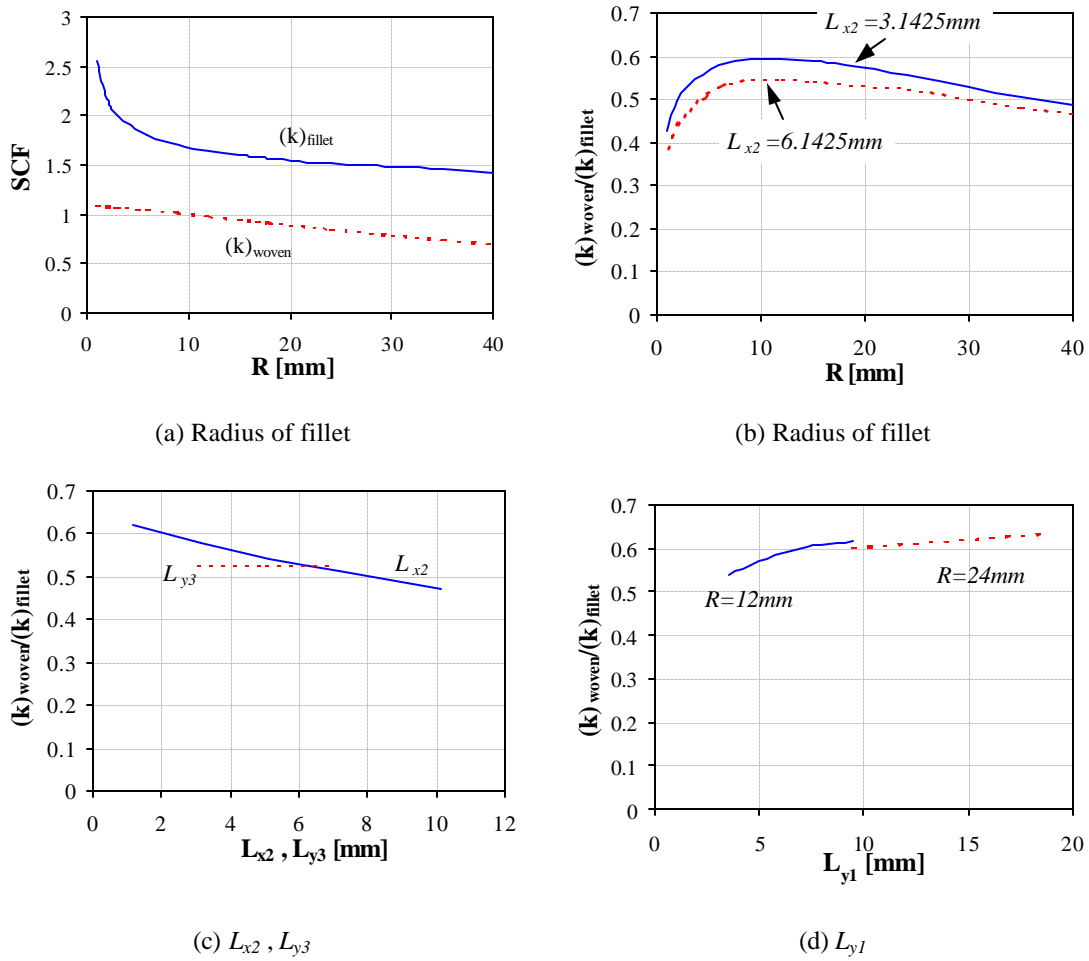 3
2.5
2
1.5
1
0.5
0
SCF
(k)fillet
(k)woven
0 10 20 30 40
R [mm]
(a) Radius of fillet
0.7
0.6
0.5
0.4
0.3
0.2
0.1
0
(k)woven/(k)fillet
L x2 =3.1425mm
L x2 =6.1425mm
0 10 20 30 40
R [mm]
(b) Radius of fillet
0.7
0.6
0.5
0.4
0.3
0.2
0.1
0
(k)woven/(k)fillet
L y3
L x2
0 2 4 6 8 10 12
Lx2 , Ly3 [mm]
(c) Lx2 , Ly3
0.7
0.6
0.5
0.4
0.3
0.2
0.1
0
(k)woven/(k)fillet
R=12mm
R=24mm
0 5 10 15 20
Ly1 [mm]
(d) Ly1